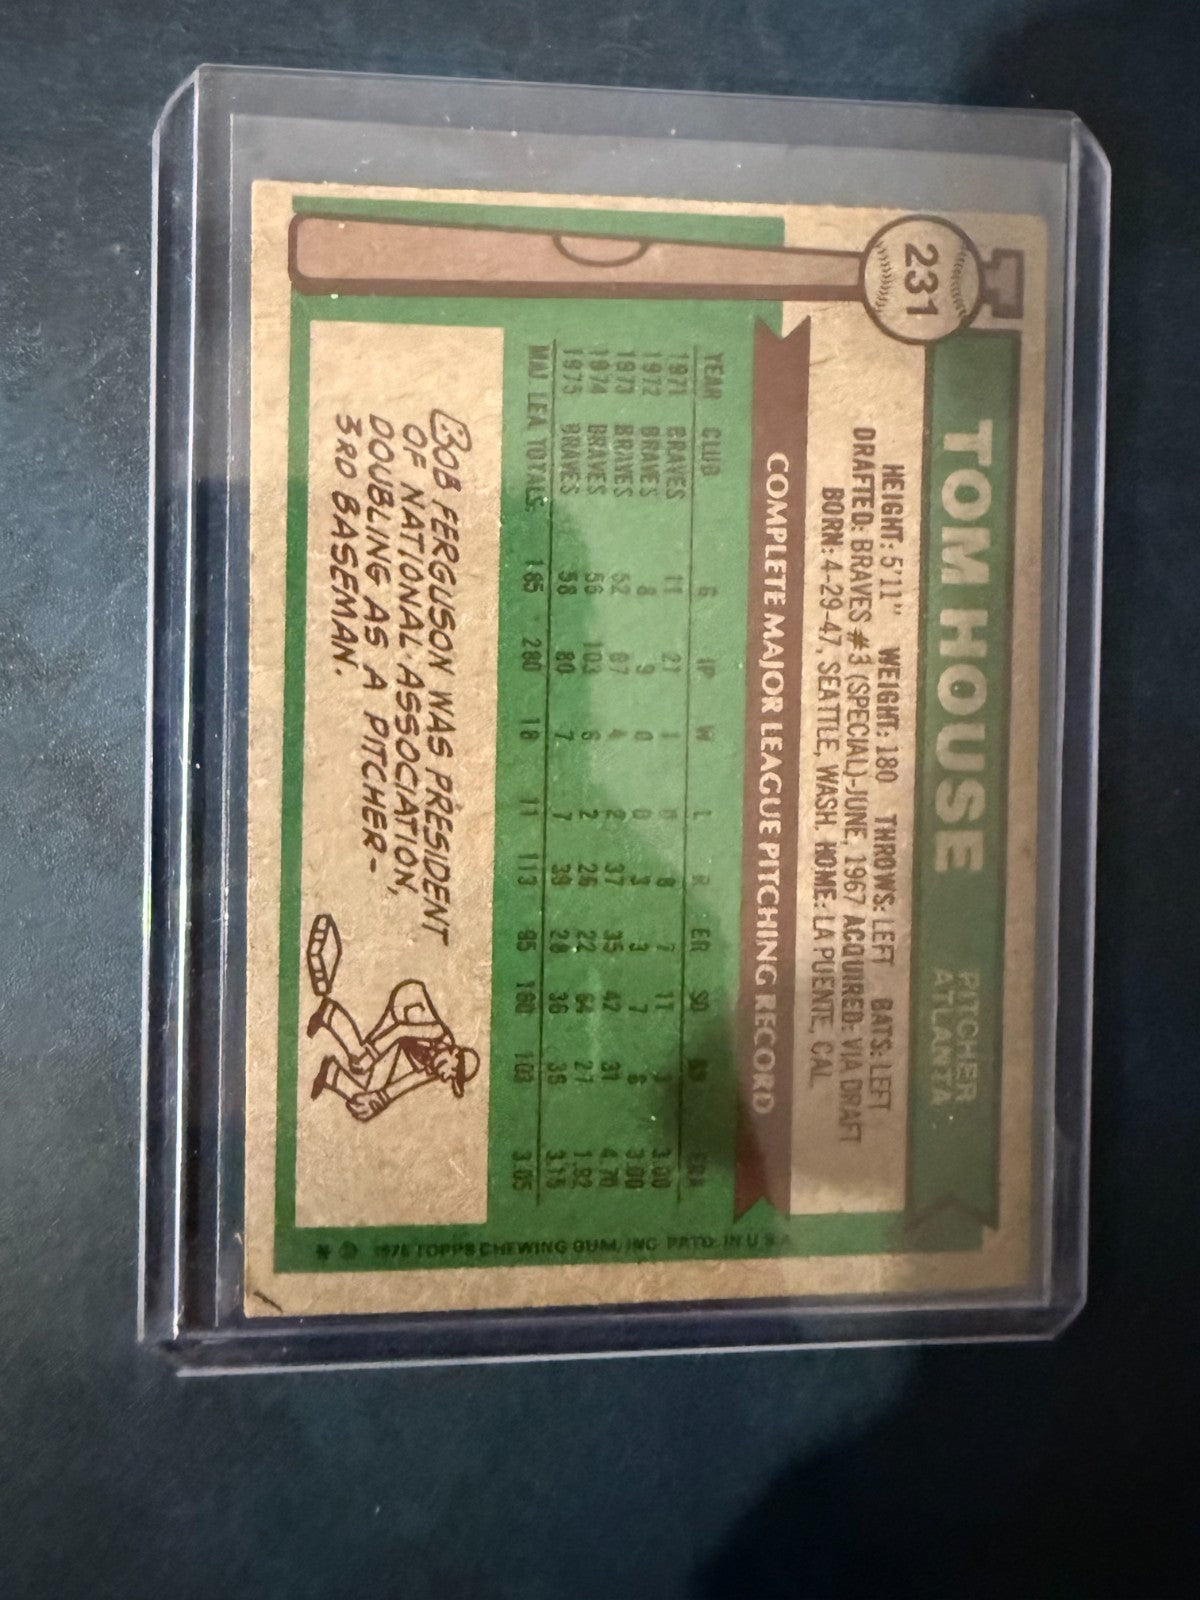 231
TOM HOUSE
PITCHER
ATLANTA
HEIGHT: 5'11" WEIGHT: 180 THROWS: LEFT BATS: LEFT
DRAFTED: BRAVES #3 (SPECIAL)-JUNE, 1967 ACQUIRED: VIA DRAFT
BORN: 4-29-47, SEATTLE, WASH. HOME: LA PUENTE, CAL.
COMPLETE MAJOR LEAGUE PITCHING RECORD
YEAR CLUB G IP W L R ER SO BB ERA
1971 BRAVES 11 21 1 0 8 7 11 3 3.00
1972 BRAVES 8 9 0 0 3 3 7 6 3.00
1973 BRAVES 52 67 4 2 37 35 42 31 4.70
1974 BRAVES 56 103 6 2 26 22 64 27 1.92
1975 BRAVES 58 80 7 7 39 28 36 36 3.15
MAJ. LEA. TOTALS 185 280 18 11 113 95 160 103 3.05
BOB FERGUSON WAS PRESIDENT
OF NATIONAL ASSOCIATION,
DOUBLING AS A PITCHER-
3RD BASEMAN.
* © 1976 TOPPS CHEWING GUM, INC. PRTD. IN U.S.A.